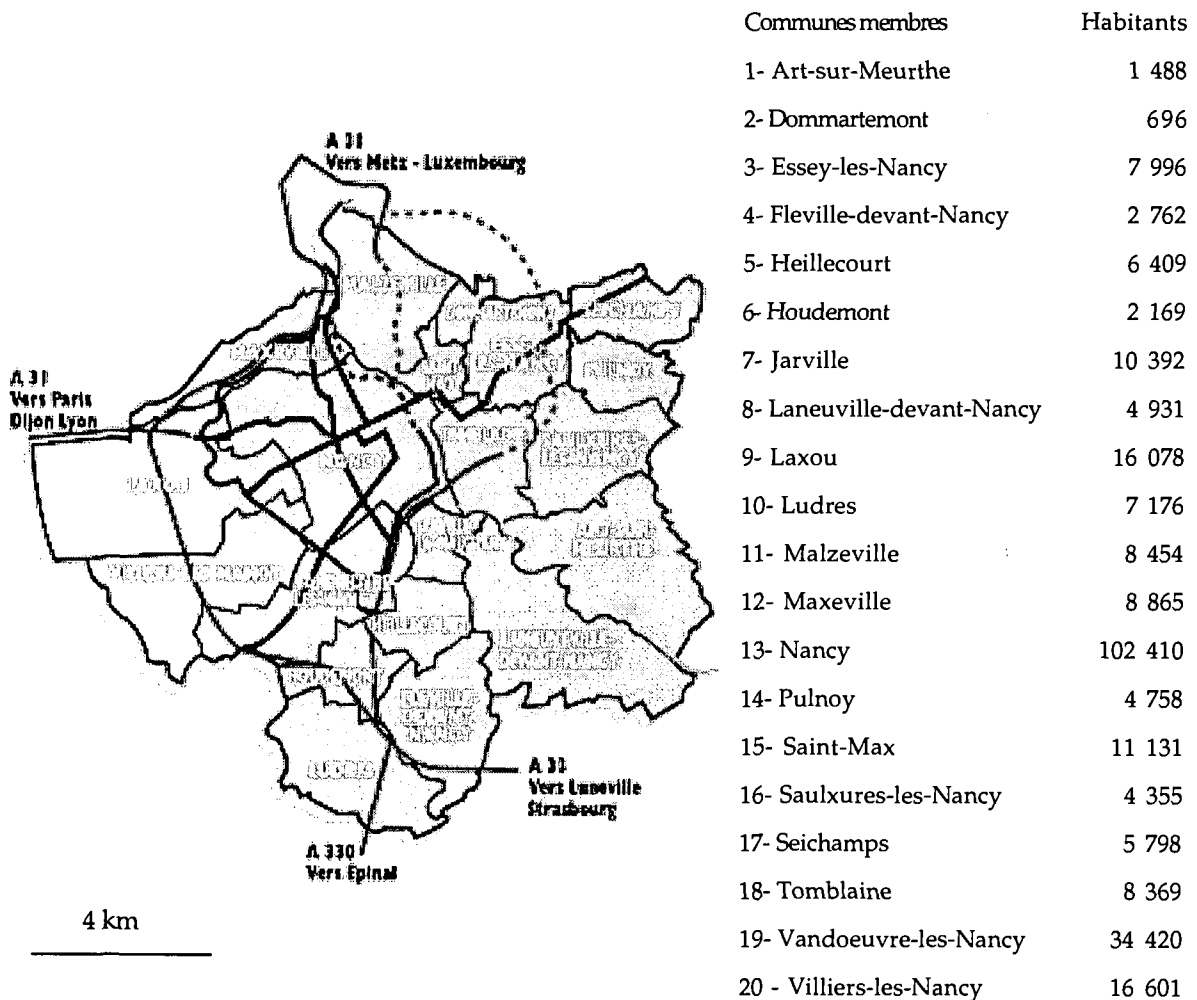 Communes membres Habitants
1- Art-sur-Meurthe 1 488
2- Dommartemont 696
3- Essey-les-Nancy 7 996
4- Fleville-devant-Nancy 2 762
5- Heillecourt 6 409
6- Houdemont 2 169
7- Jarville 10 392
8- Laneuville-devant-Nancy 4 931
9- Laxou 16 078
10- Ludres 7 176
11- Malzeville 8 454
12- Maxeville 8 865
13- Nancy 102 410
14- Pulnoy 4 758
15- Saint-Max 11 131
16- Saulxures-les-Nancy 4 355
17- Seichamps 5 798
18- Tomblaine 8 369
19- Vandoeuvre-les-Nancy 34 420
20 - Villiers-les-Nancy 16 601
A 31
Vers Metz - Luxembourg
A 31
Vers Paris
Dijon Lyon
MALZEVILLE
NANCY
HEILLECOURT
LUDRES
A 33
Vers Luneville
Strasbourg
A 330
Vers Epinal
4 km